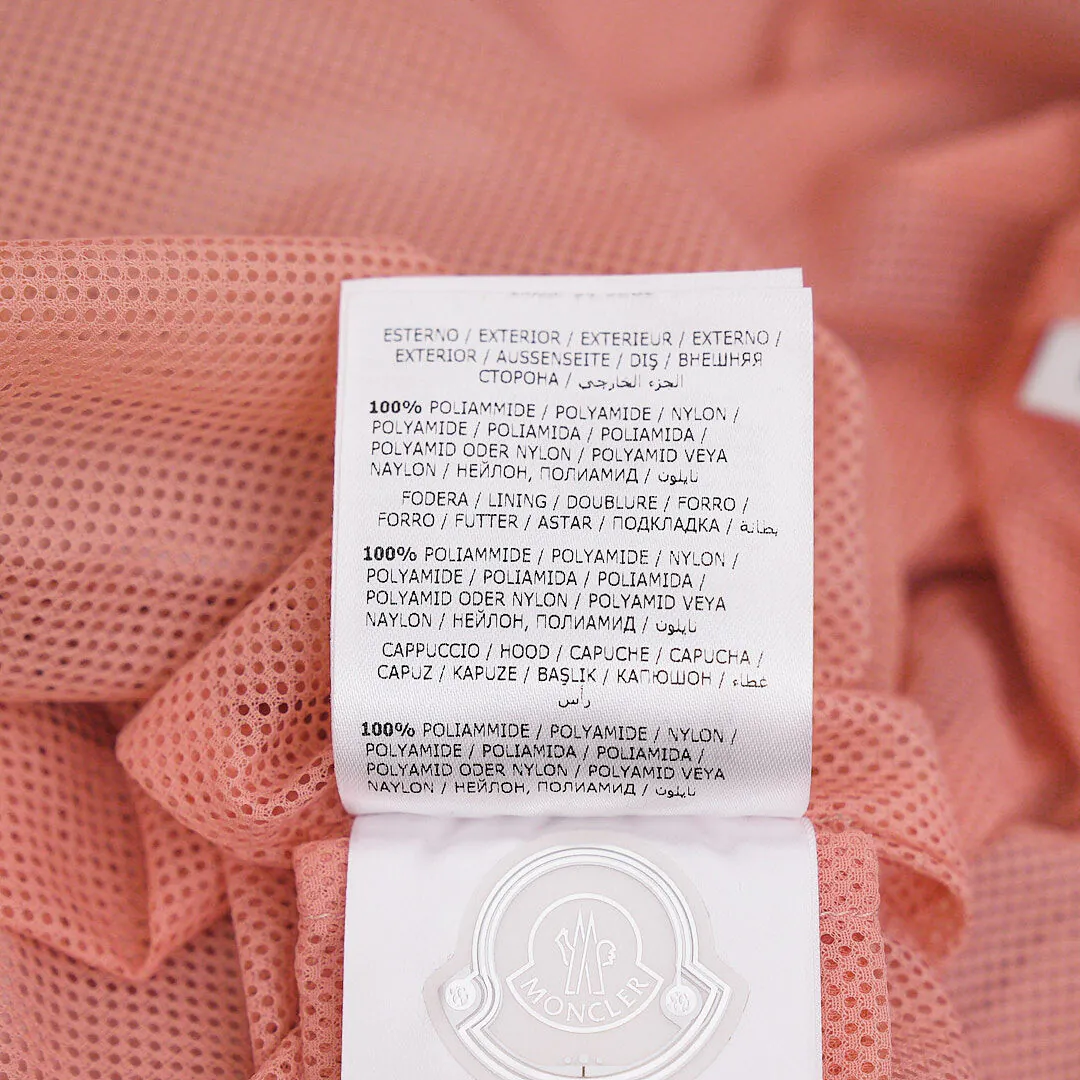 ESTERNO / EXTERIOR / EXTERIEUR / EXTERNO /
EXTERIOR / AUSSENSEITE / DIŞ / ВНЕШНЯЯ
СТОРОНА / الجزء الخارجي
100% POLIAMMIDE / POLYAMIDE / NYLON /
POLYAMIDE / POLIAMIDA / POLIAMIDA /
POLYAMID ODER NYLON / POLYAMID VEYA
NAYLON / НЕЙЛОН, ПОЛИАМИД / نايلون
FODERA / LINING / DOUBLURE / FORRO /
FORRO / FUTTER / ASTAR / ПОДКЛАДКА / بطانة
100% POLIAMMIDE / POLYAMIDE / NYLON /
POLYAMIDE / POLIAMIDA / POLIAMIDA /
POLYAMID ODER NYLON / POLYAMID VEYA
NAYLON / НЕЙЛОН, ПОЛИАМИД / نايلون
CAPPUCCIO / HOOD / CAPUCHE / CAPUCHA /
CAPUZ / KAPUZE / BAŞLIK / КАПЮШОН / غطاء
رأس
100% POLIAMMIDE / POLYAMIDE / NYLON /
POLYAMIDE / POLIAMIDA / POLIAMIDA /
POLYAMID ODER NYLON / POLYAMID VEYA
NAYLON / НЕЙЛОН, ПОЛИАМИД / نايلون
MONCLER